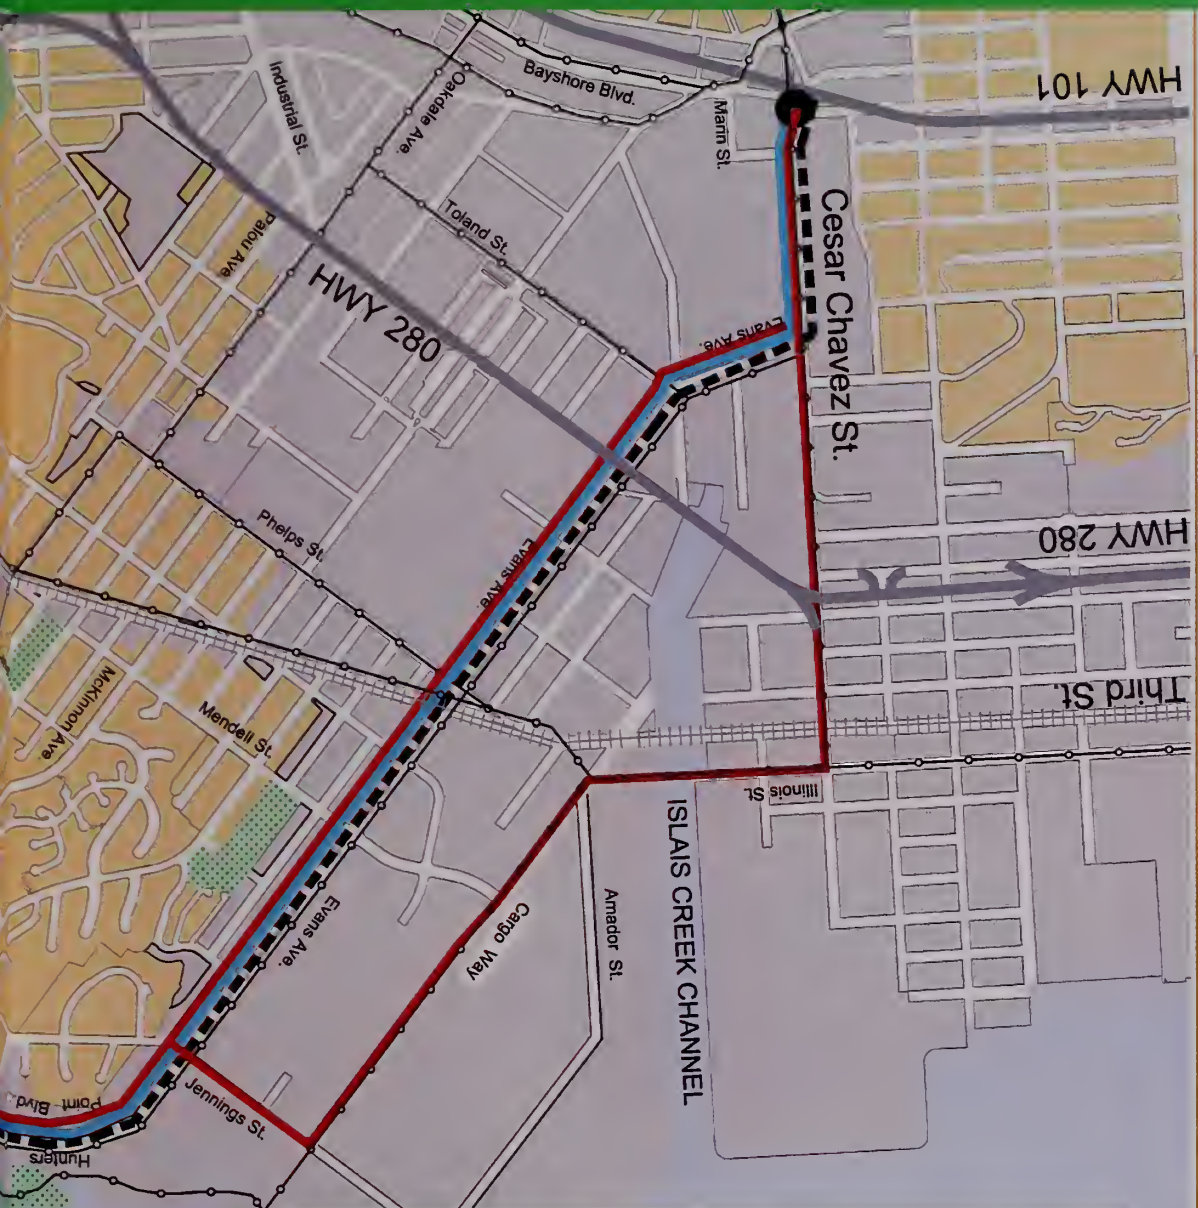 HWY 101
Bayshore Blvd.
Industrial St.
Oakdale Ave.
Marin St.
Cesar Chavez St.
Toland St.
Palou Ave.
HWY 280
Evans Ave.
HWY 280
Phelps St.
Evans Ave.
Third St.
McKinnon Ave.
Mendell St.
Illinois St.
ISLAIS CREEK CHANNEL
Cargo Way
Amador St.
Evans Ave.
Jennings St.
Hunters
Point Blvd